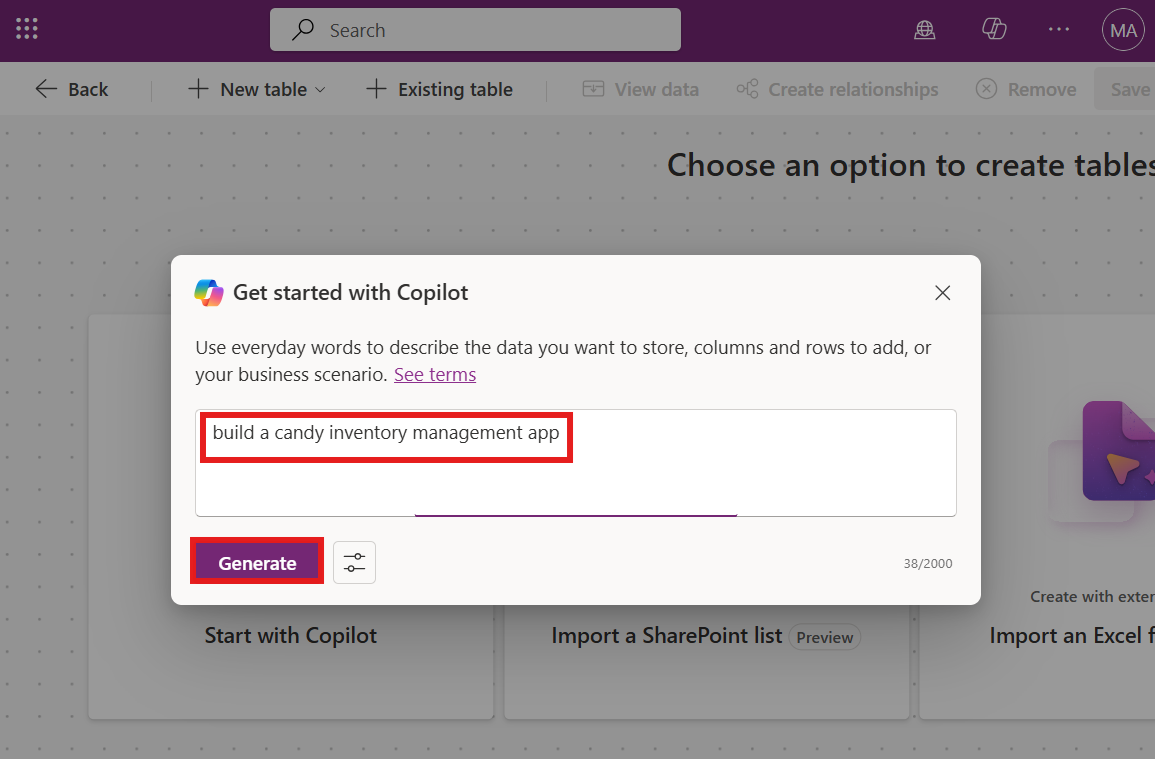 Search
MA
Back
New table
Existing table
View data
Create relationships
Remove
Save
Choose an option to create tables
Get started with Copilot
Use everyday words to describe the data you want to store, columns and rows to add, or
your business scenario. See terms
build a candy inventory management app
Generate
38/2000
Start with Copilot
Import a SharePoint list Preview
Create with exter
Import an Excel f